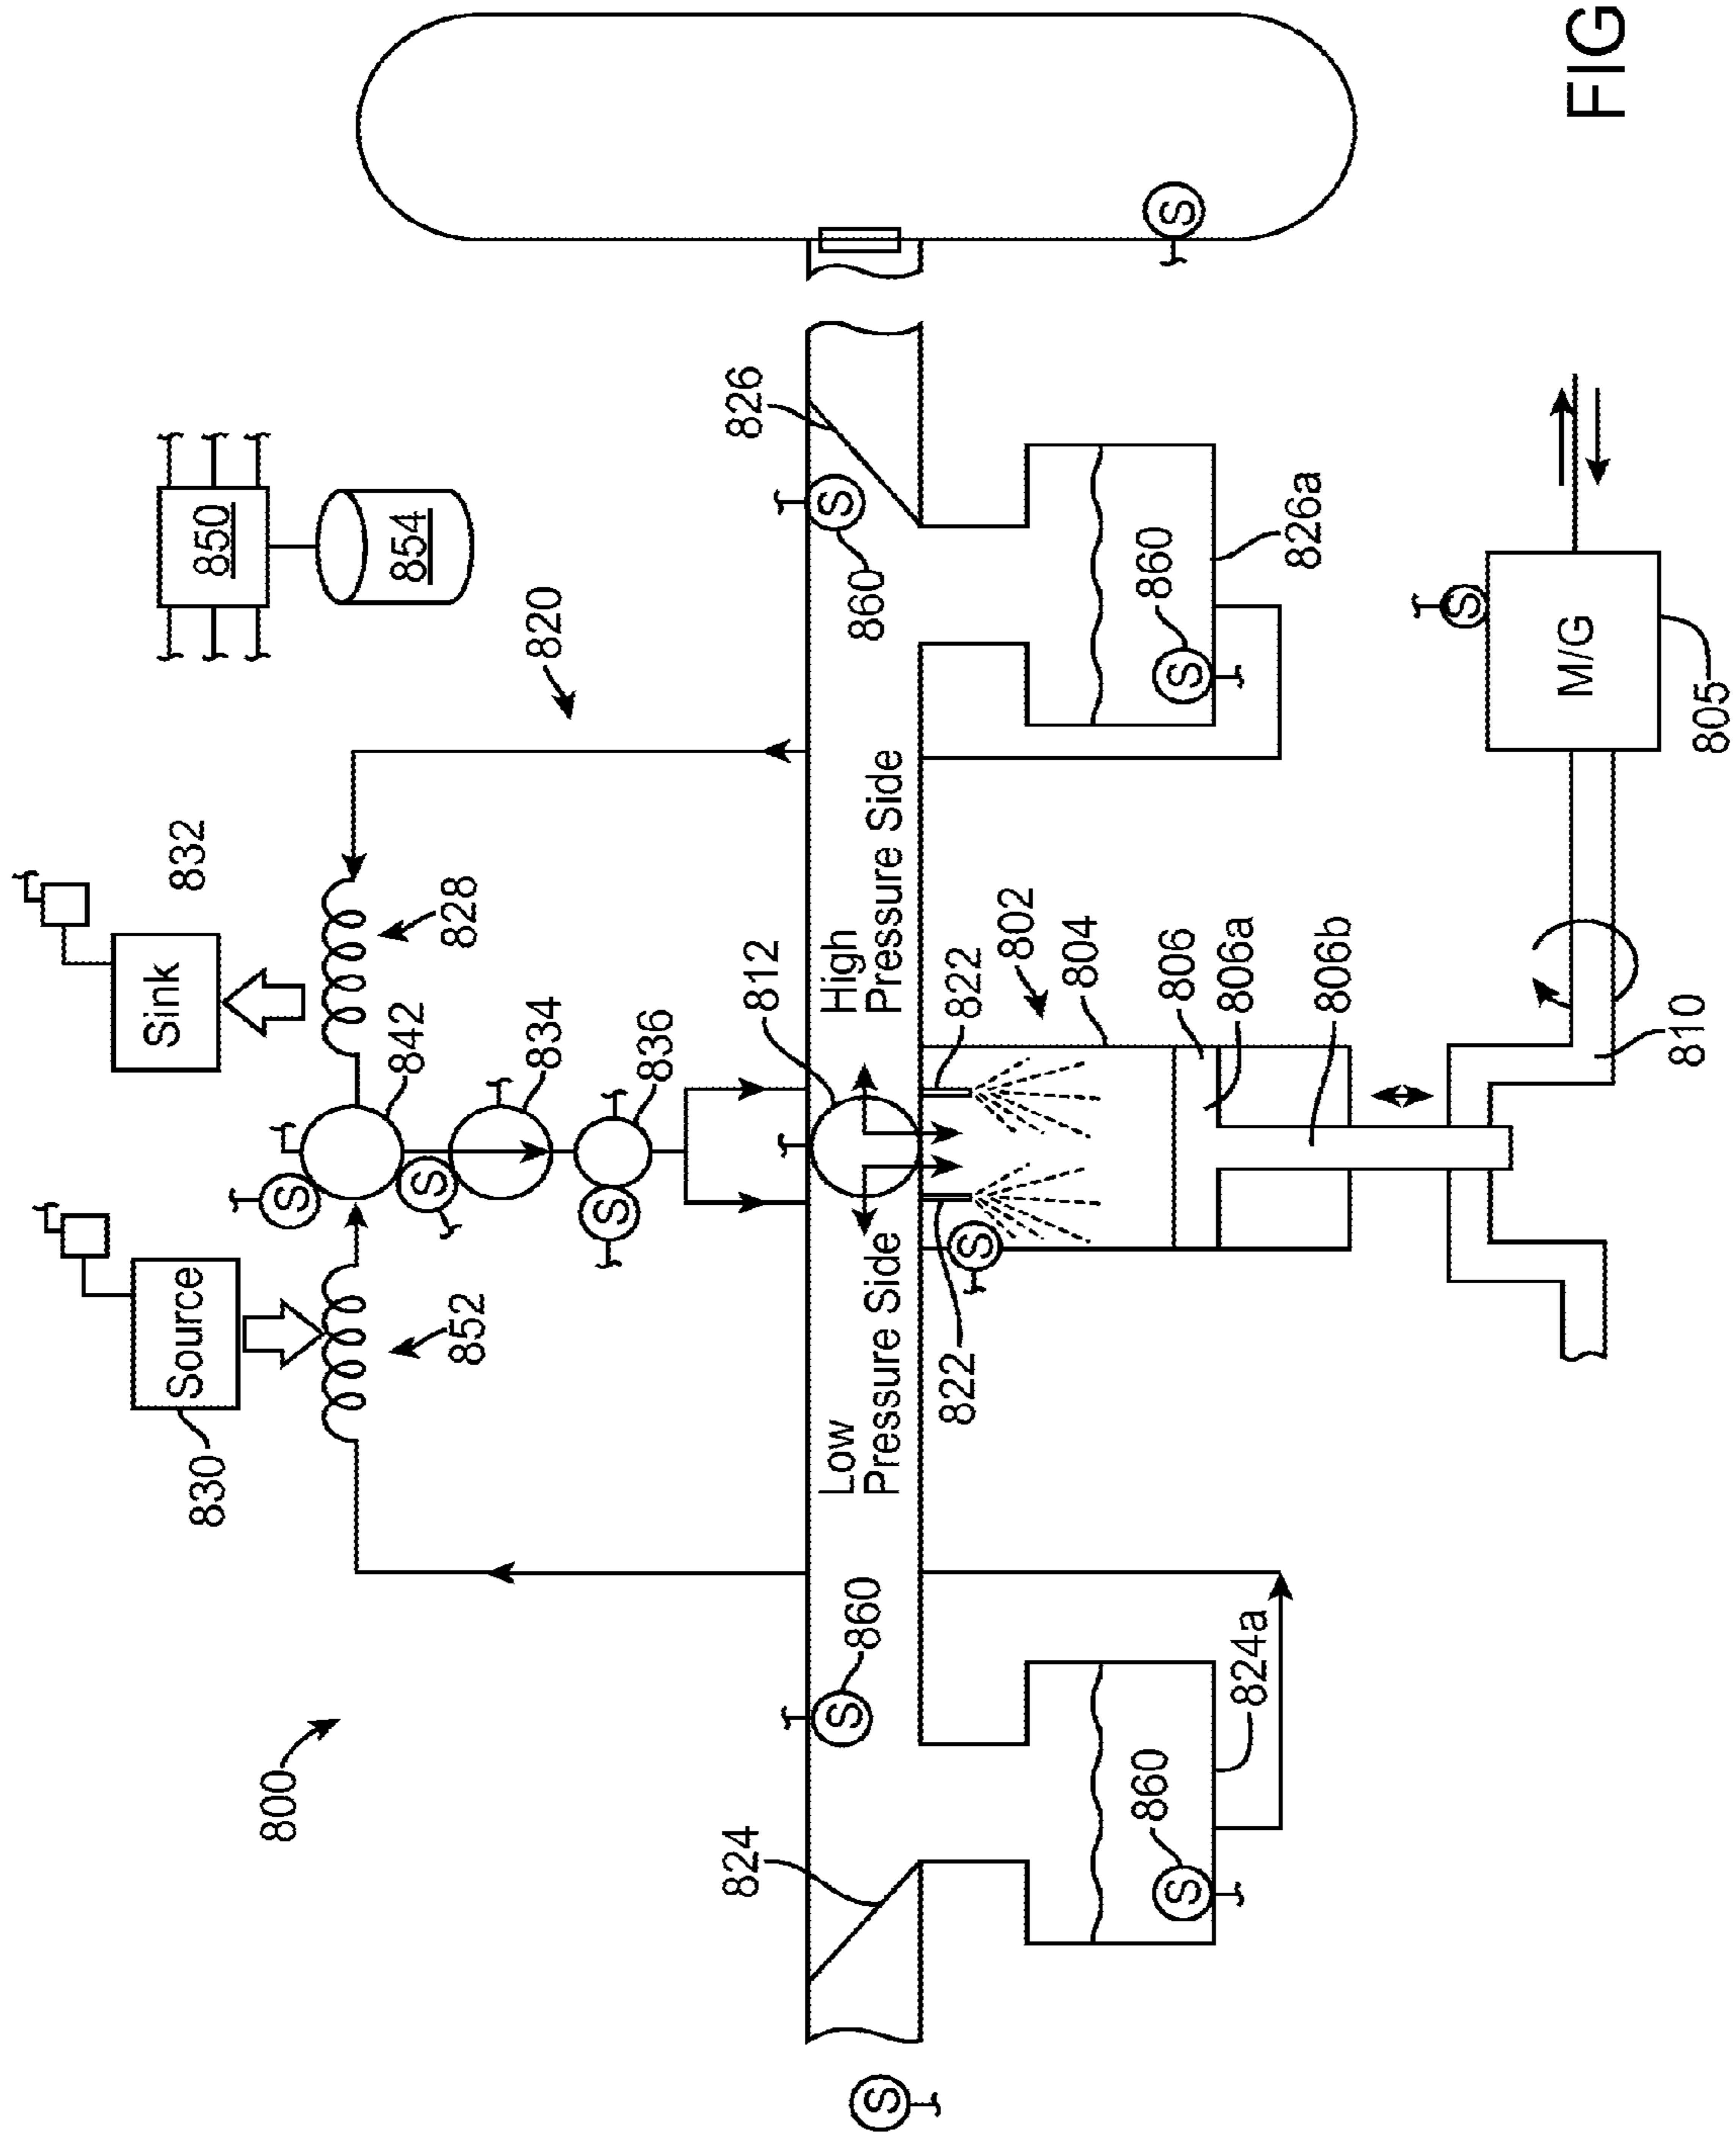 800
Source
830
852
Sink
832
828
842
S
S
834
S
836
850
854
820
824
S
860
Low
Pressure Side
812
High
Pressure Side
S
860
826
S
S
S
860
824a
822
S
822
802
804
806
806a
806b
S
860
826a
810
S
M/G
805
FIG